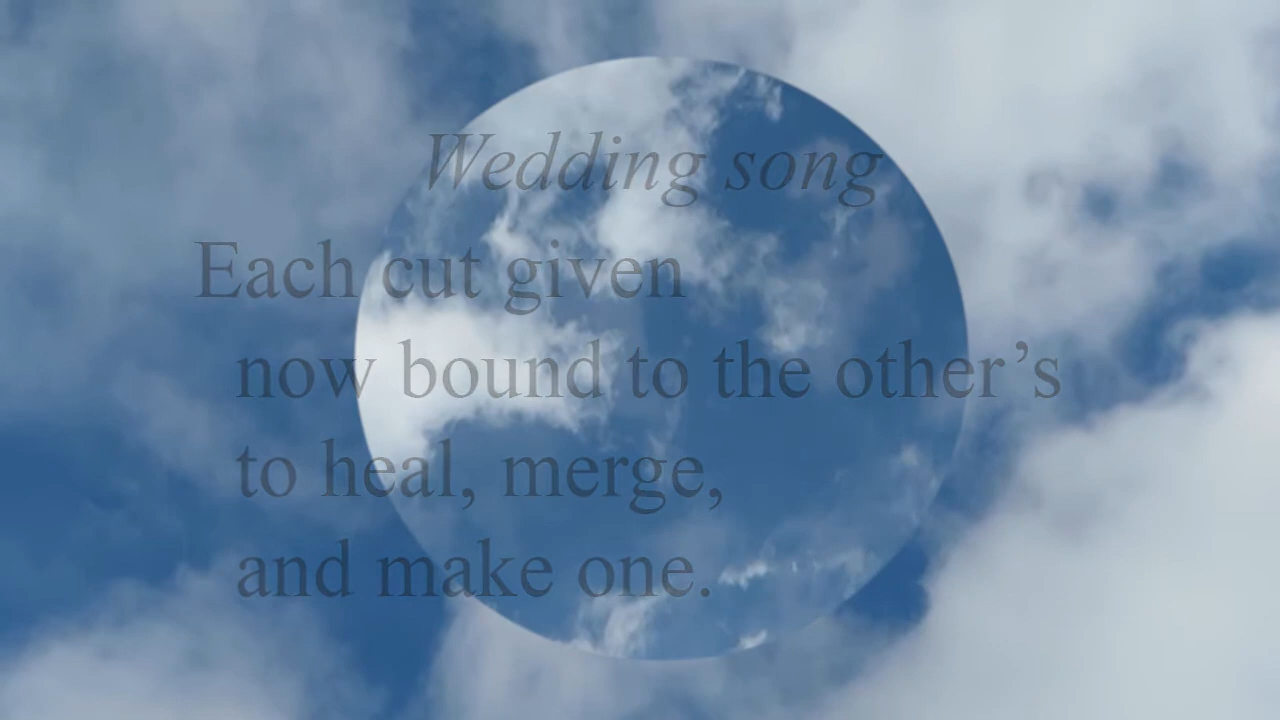 Wedding song
Each cut given
now bound to the other’s
to heal, merge,
and make one.